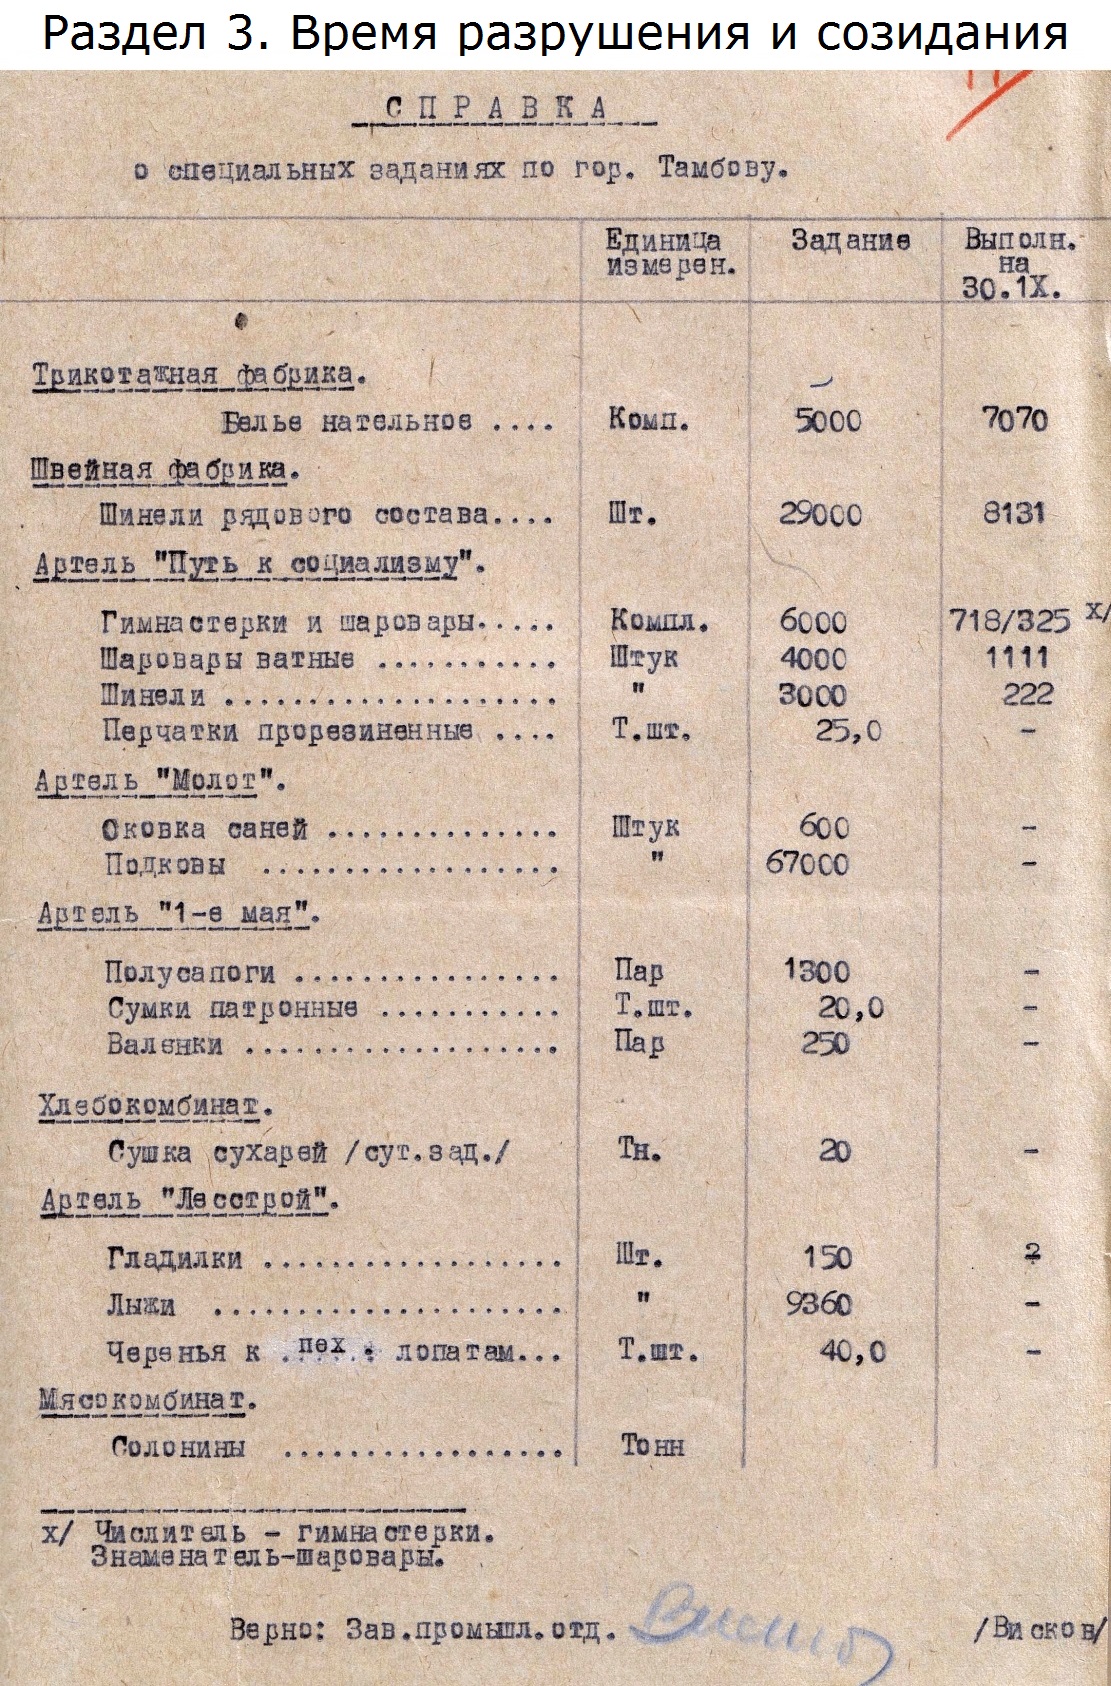 Раздел 3. Время разрушения и созидания
СПРАВКА
о специальных заданиях по гор. Тамбову.
Единица измерен. Задание Выполн. на 30.1X.
Трикотажная фабрика.
Белье нательное .... Комп. 5000 7070
Швейная фабрика.
Шинели рядового состава.... Шт. 29000 8131
Артель "Путь к социализму".
Гимнастерки и шаровары..... Компл. 6000 718/325 х/
Шаровары ватные ........... Штук 4000 1111
Шинели .................... " 3000 222
Перчатки прорезиненные .... Т.шт. 25,0 -
Артель "Молот".
Оковка саней .............. Штук 600 -
Подковы .................. " 67000 -
Артель "1-е мая".
Полусапоги ................ Пар 1300 -
Сумки патронные ........... Т.шт. 20,0 -
Валенки ................... Пар 250 -
Хлебокомбинат.
Сушка сухарей /сут.зад./ Тн. 20 -
Артель "Лесстрой".
Гладилки .................. Шт. 150 2
Лыжи ..................... " 9360 -
Черенья к пех. лопатам... Т.шт. 40,0 -
Мясокомбинат.
Солонины ................. Тонн
х/ Числитель - гимнастерки.
Знаменатель-шаровары.
Верно: Зав.промышл.отд. /Висков/